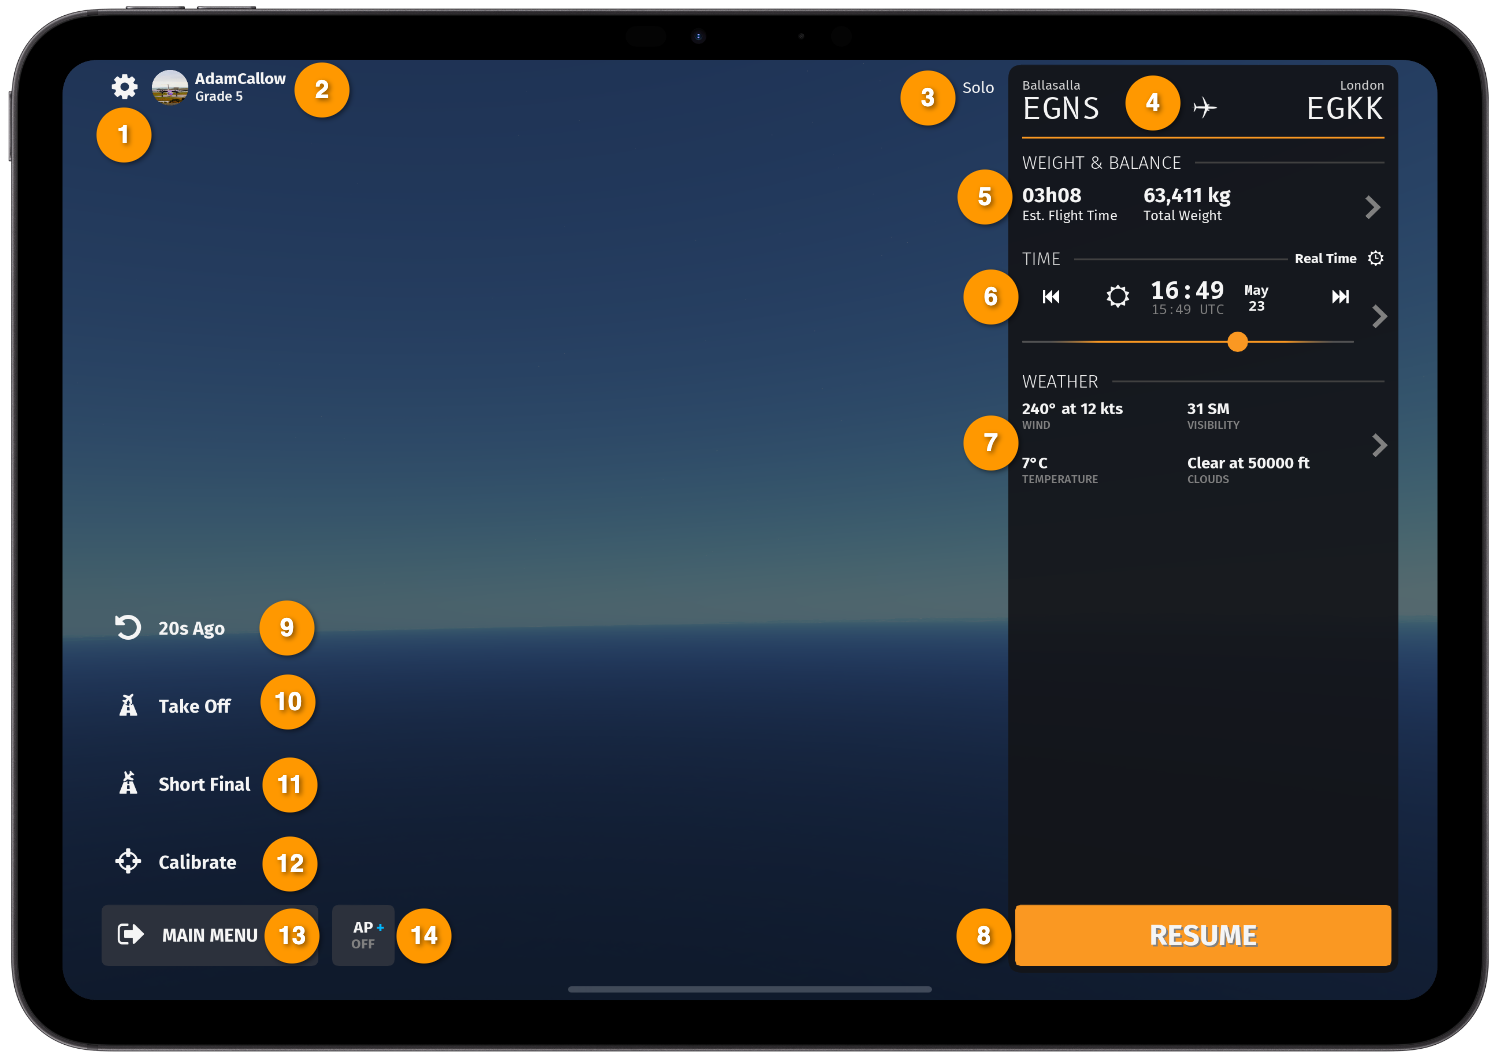 AdamCallow
Grade 5
2
1
3
Solo
Ballasalla
London
EGNS
4
EGKK
WEIGHT & BALANCE
5
03h08
63,411 kg
Est. Flight Time
Total Weight
TIME
Real Time
6
16:49
May
15:49 UTC
23
WEATHER
240° at 12 kts
31 SM
WIND
VISIBILITY
7
7°C
Clear at 50000 ft
TEMPERATURE
CLOUDS
20s Ago
9
Take Off
10
Short Final
11
Calibrate
12
MAIN MENU
13
AP+
OFF
14
8
RESUME